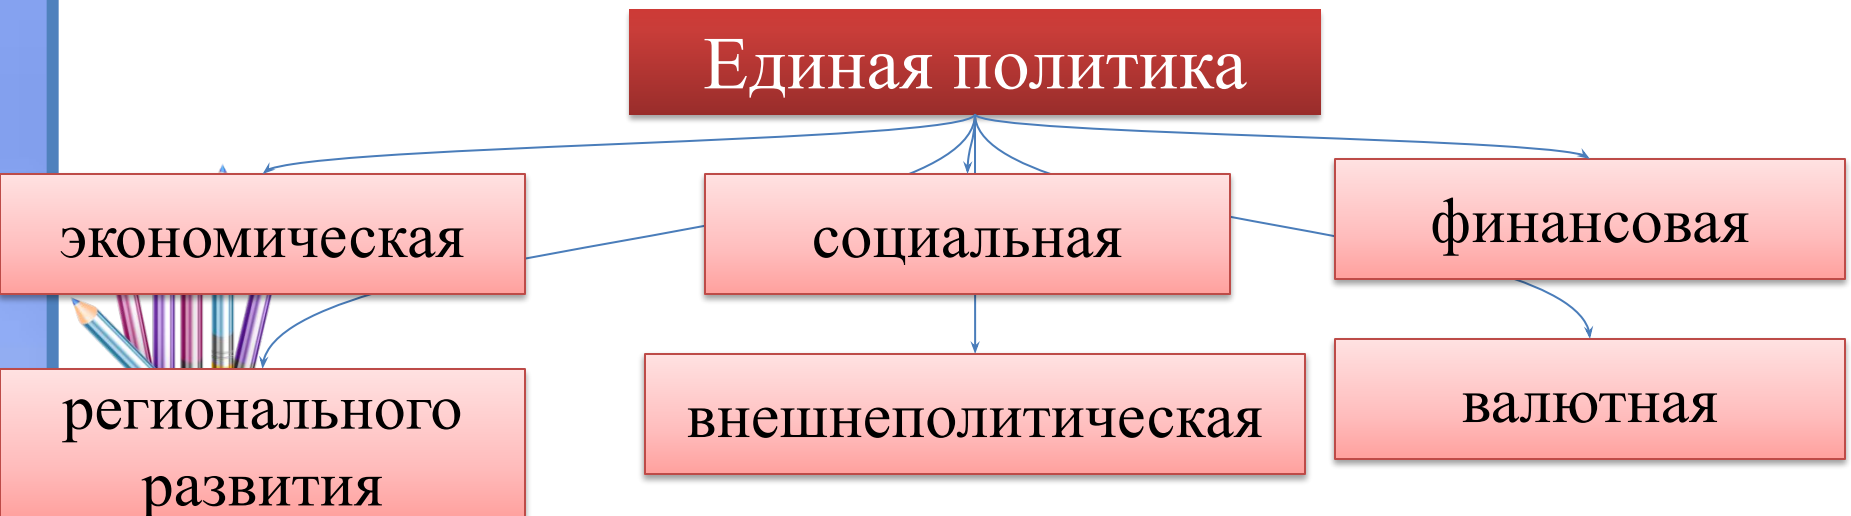 Единая политика
экономическая
социальная
финансовая
регионального
развития
внешнеполитическая
валютная